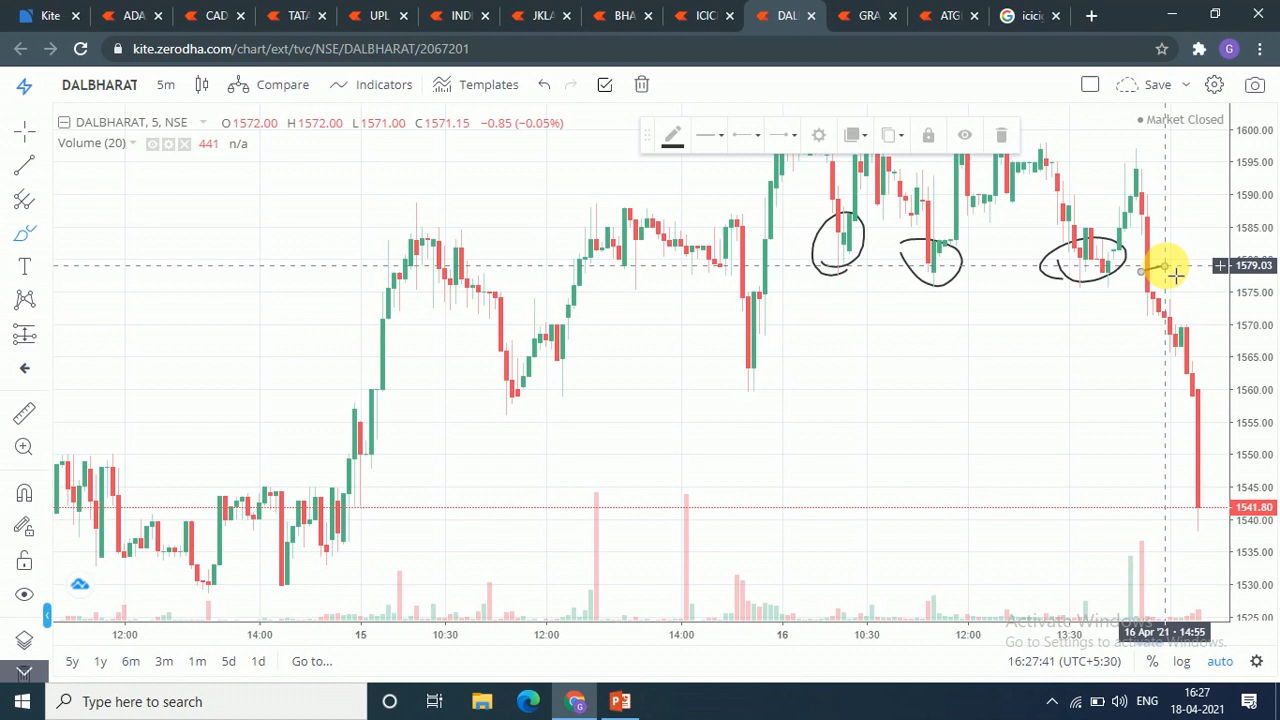 Kite
ADA
CAD
TATA
UPL
INDI
JKLA
BHA
ICIC
DAL
GRA
ATG
icicig
kite.zerodha.com/chart/ext/tvc/NSE/DALBHARAT/2067201
G
DALBHARAT 5m Compare Indicators Templates Save
DALBHARAT, 5, NSE O1572.00 H1572.00 L1571.00 C1571.15 −0.85 (−0.05%)
Volume (20) 441 n/a
Market Closed
1600.00
1595.00
1590.00
1585.00
1579.03
1575.00
1570.00
1565.00
1560.00
1555.00
1550.00
1545.00
1541.80
1540.00
1535.00
1530.00
1525.00
12:00 14:00 15 10:30 12:00 14:00 16 10:30 12:00 13:30 16 Apr '21 - 14:55
Activate Windows
Go to Settings to activate Windows.
5y 1y 6m 3m 1m 5d 1d Go to... 16:27:41 (UTC+5:30) % log auto
Type here to search
ENG
16:27
18-04-2021